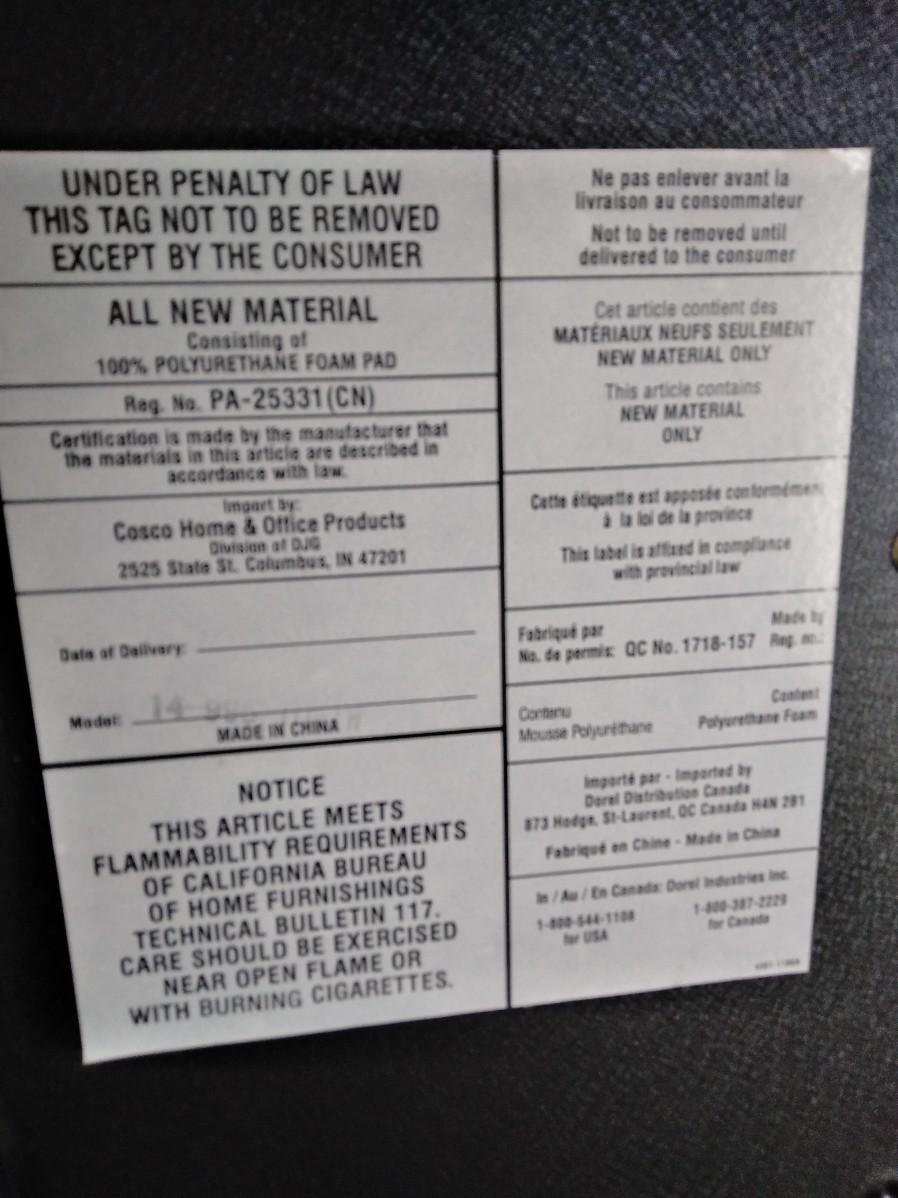 UNDER PENALTY OF LAW
THIS TAG NOT TO BE REMOVED
EXCEPT BY THE CONSUMER
ALL NEW MATERIAL
Consisting of
100% POLYURETHANE FOAM PAD
Reg. No. PA-25331(CN)
Certification is made by the manufacturer that
the materials in this article are described in
accordance with law.
Import by:
Cosco Home & Office Products
Division of DJG
2525 State St. Columbus, IN 47201
Date of Delivery:
Model: 14
MADE IN CHINA
NOTICE
THIS ARTICLE MEETS
FLAMMABILITY REQUIREMENTS
OF CALIFORNIA BUREAU
OF HOME FURNISHINGS
TECHNICAL BULLETIN 117.
CARE SHOULD BE EXERCISED
NEAR OPEN FLAME OR
WITH BURNING CIGARETTES.
Ne pas enlever avant la
livraison au consommateur
Not to be removed until
delivered to the consumer
Cet article contient des
MATÉRIAUX NEUFS SEULEMENT
NEW MATERIAL ONLY
This article contains
NEW MATERIAL
ONLY
Cette étiquette est apposée conformémen
à la loi de la province
This label is affixed in compliance
with provincial law
Fabriqué par Made by
No. de permis: QC No. 1718-157 Reg. no.:
Contenu Content
Mousse Polyuréthane Polyurethane Foam
Importé par - Imported by
Dorel Distribution Canada
873 Hodge, St-Laurent, QC Canada H4N 2B1
Fabriqué en Chine - Made in China
In / Au / En Canada: Dorel Industries Inc.
1-800-544-1108 1-800-387-2229
for USA for Canada